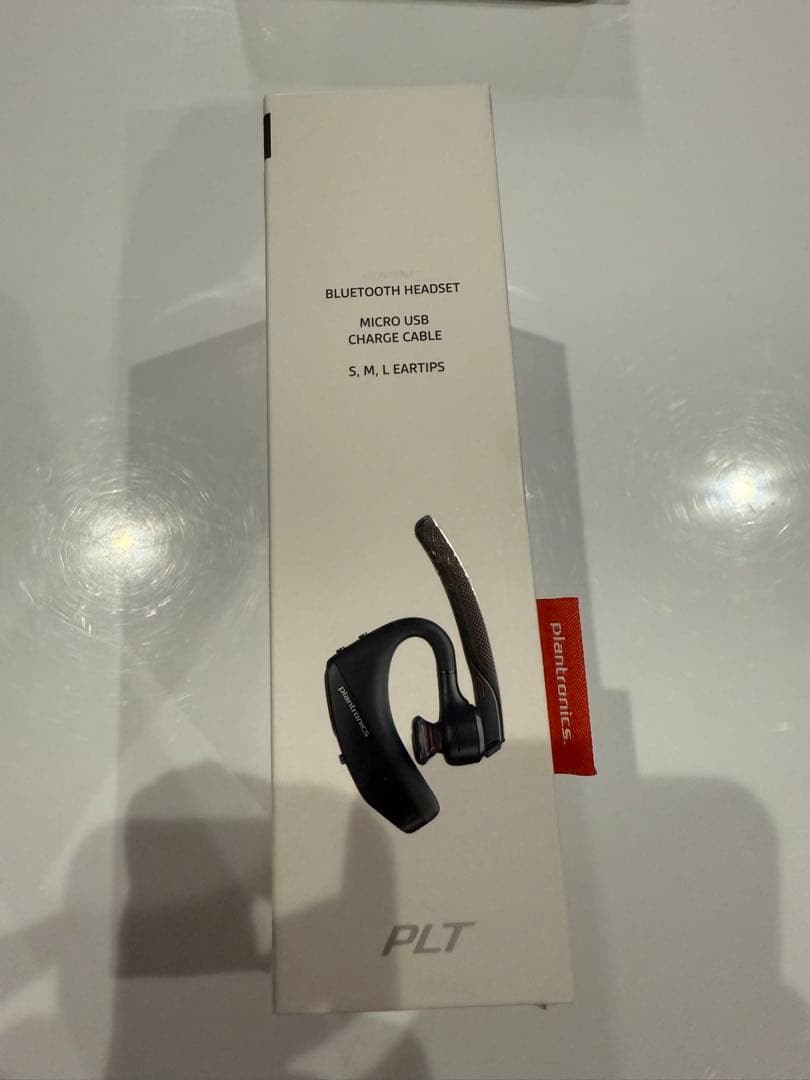 BLUETOOTH HEADSET
MICRO USB
CHARGE CABLE
S, M, L EARTIPS
plantronics
plantronics.
PLT